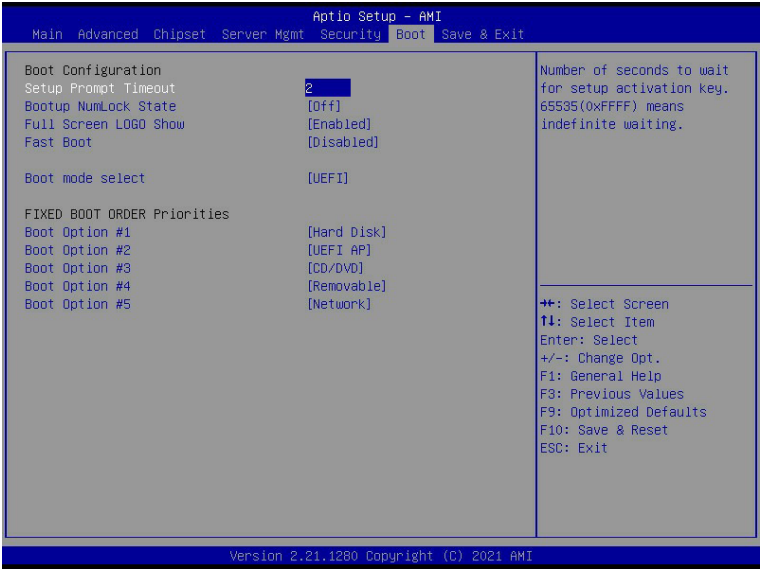 Aptio Setup – AMI
Main Advanced Chipset Server Mgmt Security Boot Save & Exit
Boot Configuration
Setup Prompt Timeout 2
Bootup NumLock State [Off]
Full Screen LOGO Show [Enabled]
Fast Boot [Disabled]
Boot mode select [UEFI]
FIXED BOOT ORDER Priorities
Boot Option #1 [Hard Disk]
Boot Option #2 [UEFI AP]
Boot Option #3 [CD/DVD]
Boot Option #4 [Removable]
Boot Option #5 [Network]
Number of seconds to wait
for setup activation key.
65535(0xFFFF) means
indefinite waiting.
→←: Select Screen
↑↓: Select Item
Enter: Select
+/-: Change Opt.
F1: General Help
F3: Previous Values
F9: Optimized Defaults
F10: Save & Reset
ESC: Exit
Version 2.21.1280 Copyright (C) 2021 AMI